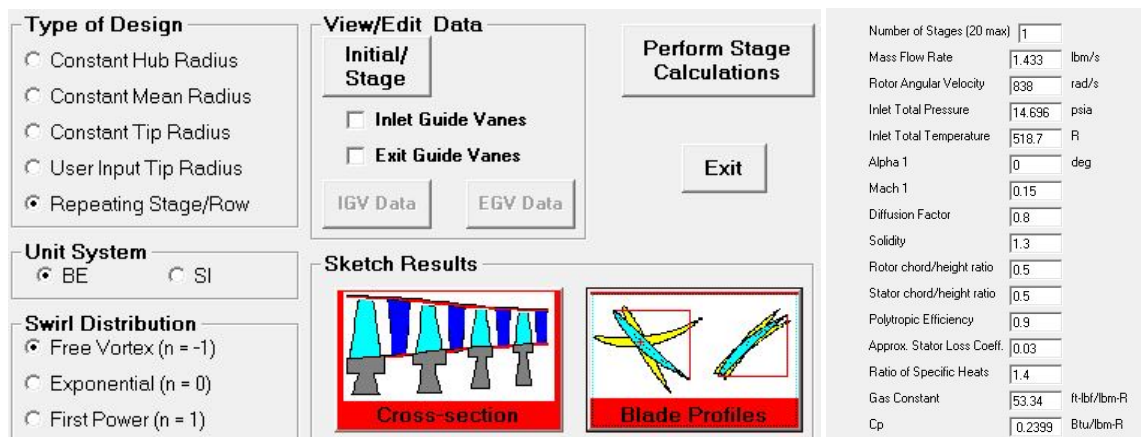 Type of Design
Constant Hub Radius
Constant Mean Radius
Constant Tip Radius
User Input Tip Radius
Repeating Stage/Row
Unit System
BE SI
Swirl Distribution
Free Vortex (n = -1)
Exponential (n = 0)
First Power (n = 1)
View/Edit Data
Initial/
Stage
Inlet Guide Vanes
Exit Guide Vanes
IGV Data EGV Data
Perform Stage
Calculations
Exit
Sketch Results
Cross-section
Blade Profiles
Number of Stages (20 max) 1
Mass Flow Rate 1.433 lbm/s
Rotor Angular Velocity 838 rad/s
Inlet Total Pressure 14.696 psia
Inlet Total Temperature 518.7 R
Alpha 1 0 deg
Mach 1 0.15
Diffusion Factor 0.8
Solidity 1.3
Rotor chord/height ratio 0.5
Stator chord/height ratio 0.5
Polytropic Efficiency 0.9
Approx. Stator Loss Coeff. 0.03
Ratio of Specific Heats 1.4
Gas Constant 53.34 ft-lbf/lbm-R
Cp 0.2399 Btu/lbm-R